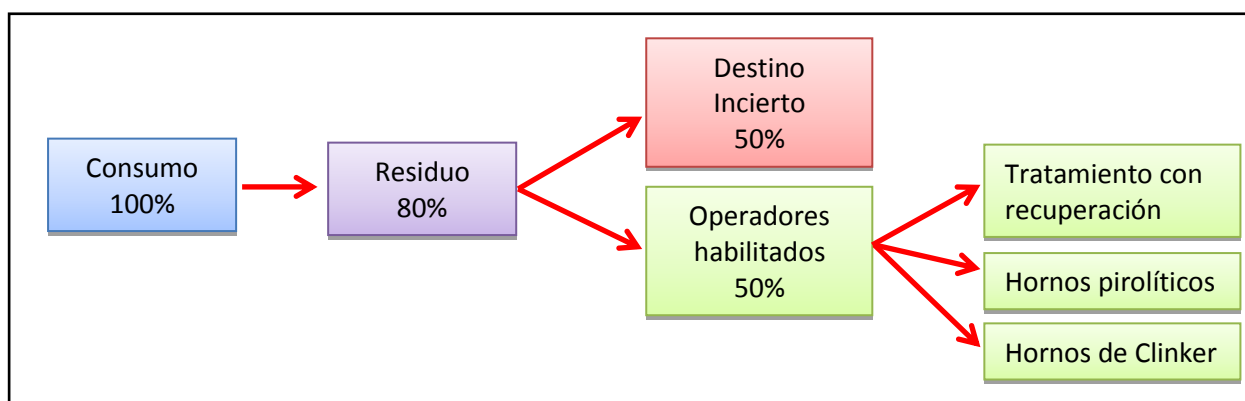 Consumo
100%
Residuo
80%
Destino
Incierto
50%
Operadores
habilitados
50%
Tratamiento con
recuperación
Hornos pirolíticos
Hornos de Clinker